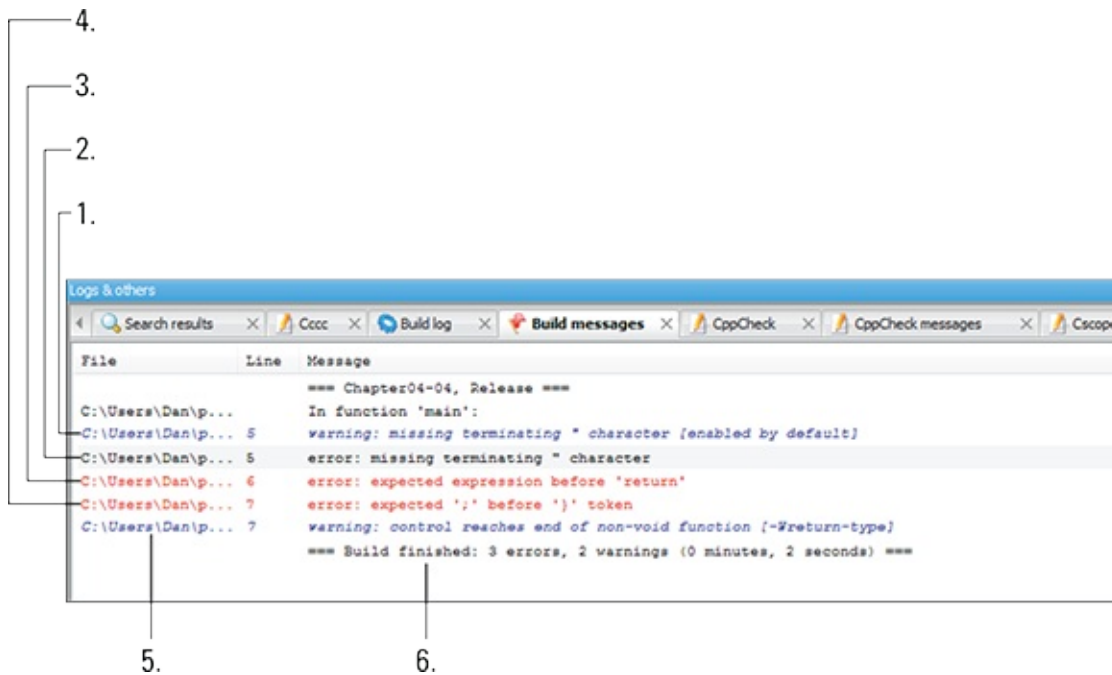 4.
3.
2.
1.
Logs & others
Search results Cccc Build log Build messages CppCheck CppCheck messages Cscope
File Line Message
=== Chapter04-04, Release ===
C:\Users\Dan\p... In function 'main':
C:\Users\Dan\p... 5 warning: missing terminating " character [enabled by default]
C:\Users\Dan\p... 5 error: missing terminating " character
C:\Users\Dan\p... 6 error: expected expression before 'return'
C:\Users\Dan\p... 7 error: expected ';' before '}' token
C:\Users\Dan\p... 7 warning: control reaches end of non-void function [-Wreturn-type]
=== Build finished: 3 errors, 2 warnings (0 minutes, 2 seconds) ===
5. 6.